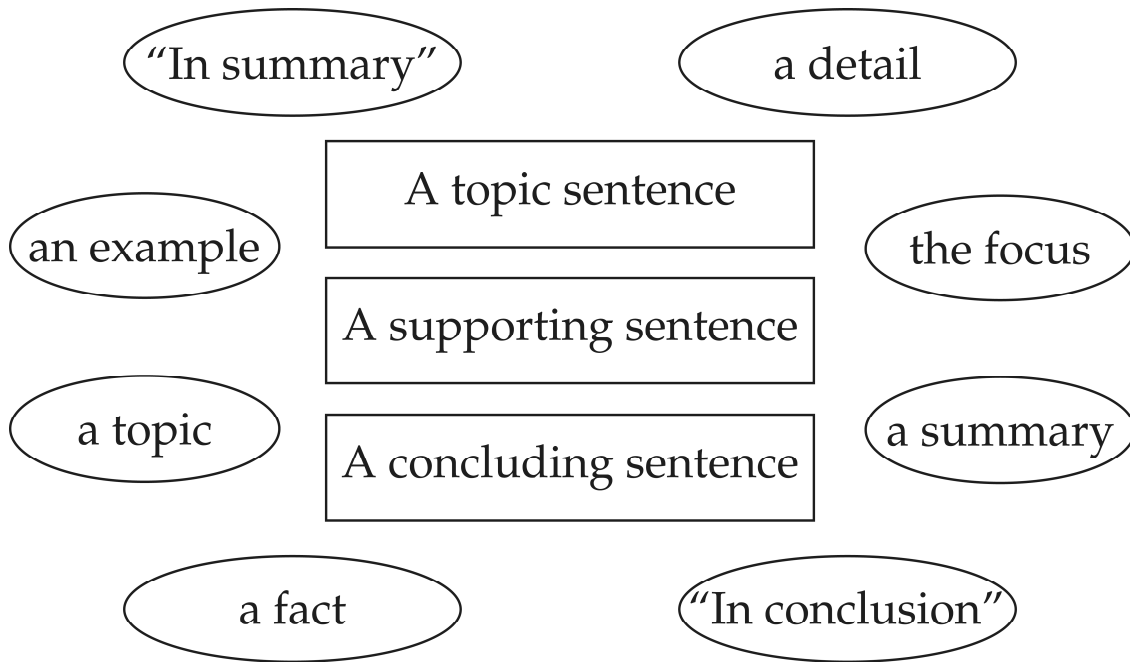 “In summary”
a detail
A topic sentence
an example
the focus
A supporting sentence
a topic
a summary
A concluding sentence
a fact
“In conclusion”